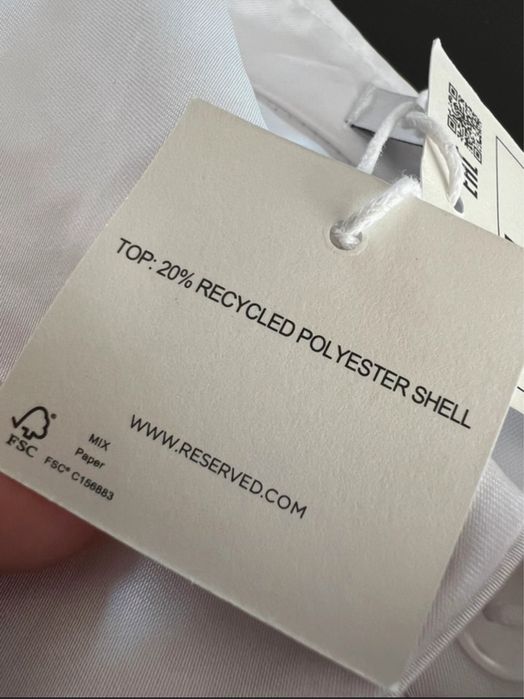 TOP: 20% RECYCLED POLYESTER SHELL
WWW.RESERVED.COM
FSC®
MIX
Paper
FSC® C156883